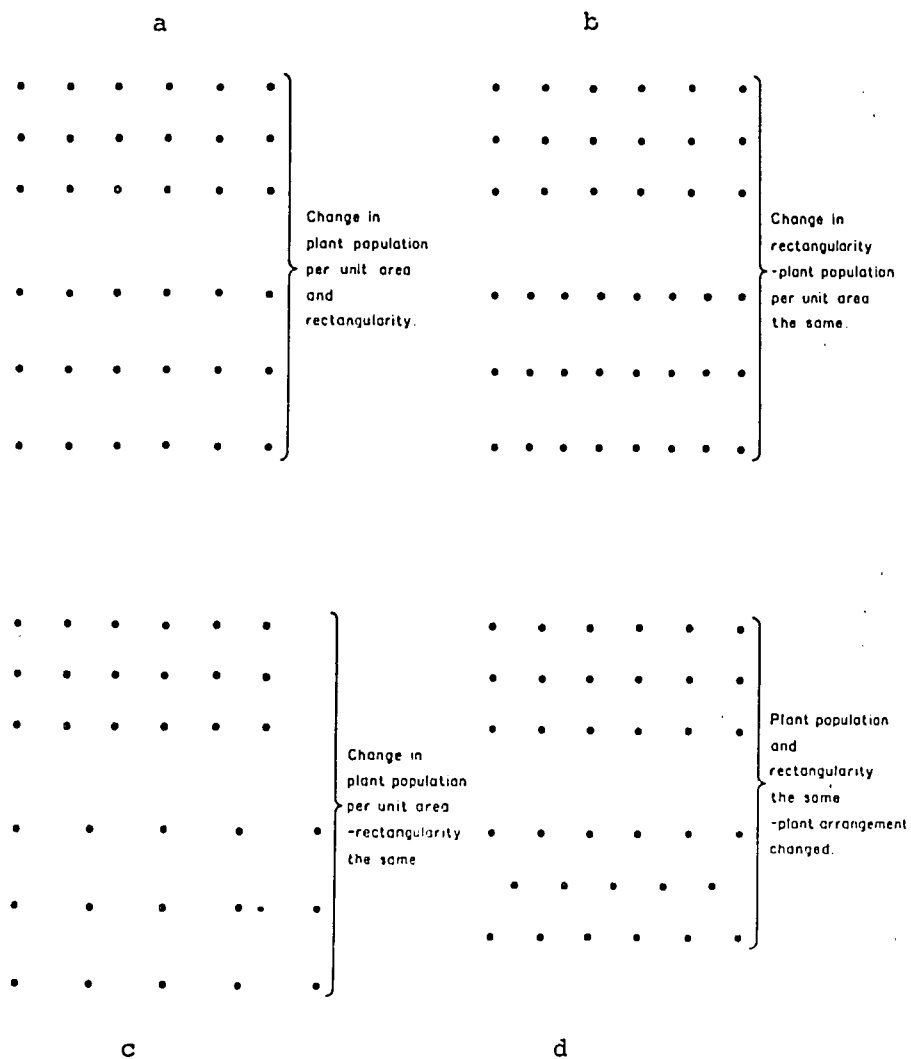 a
b
Change in
plant population
per unit area
and
rectangularity.
Change in
rectangularity
-plant population
per unit area
the same.
Change in
plant population
per unit area
-rectangularity
the same
Plant population
and
rectangularity
the same
-plant arrangement
changed.
c
d